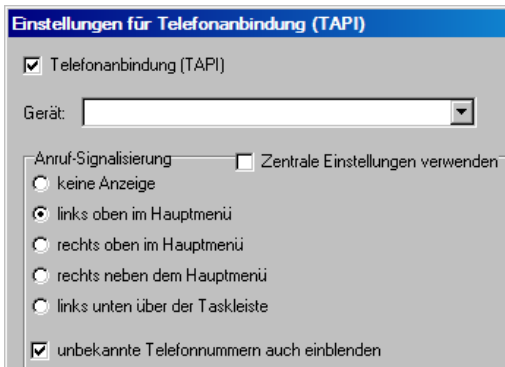 Einstellungen für Telefonanbindung (TAPI)
Telefonanbindung (TAPI)
Gerät:
Anruf-Signalisierung
Zentrale Einstellungen verwenden
keine Anzeige
links oben im Hauptmenü
rechts oben im Hauptmenü
rechts neben dem Hauptmenü
links unten über der Taskleiste
unbekannte Telefonnummern auch einblenden